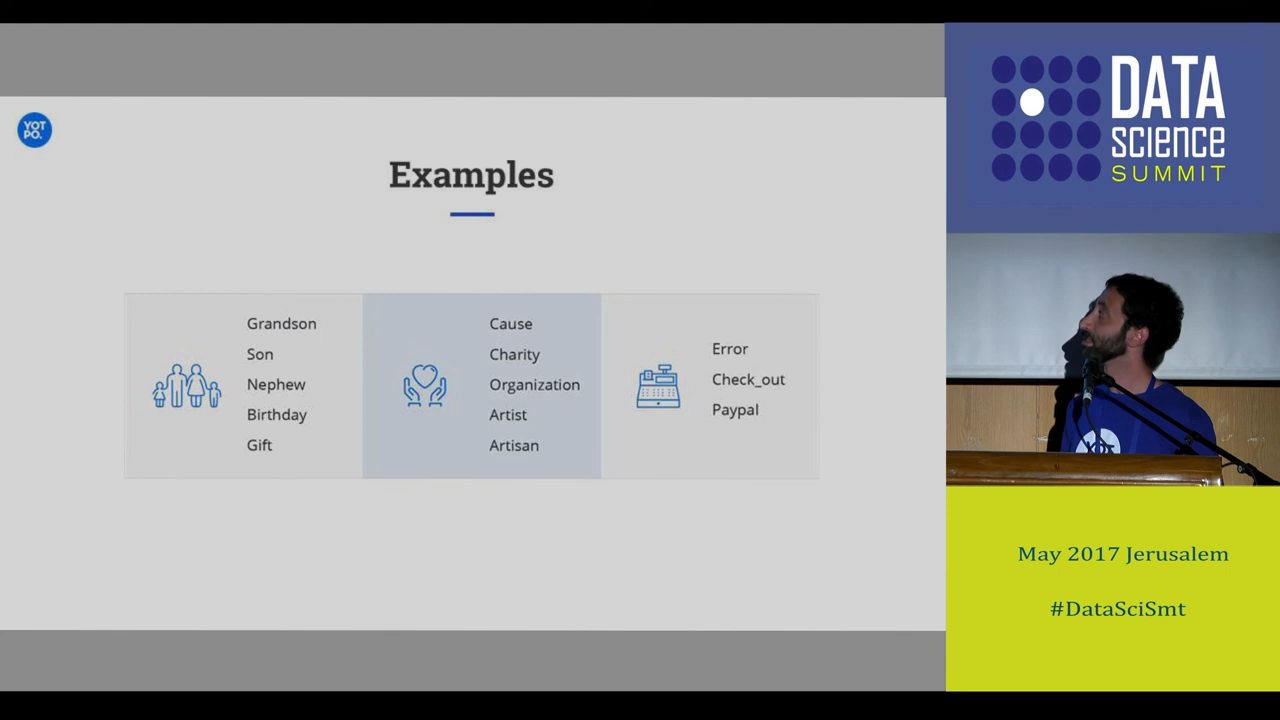 YOT
PO.
Examples
Grandson
Son
Nephew
Birthday
Gift
Cause
Charity
Organization
Artist
Artisan
Error
Check_out
Paypal
DATA
SCIENCE
SUMMIT
May 2017 Jerusalem
#DataSciSmt